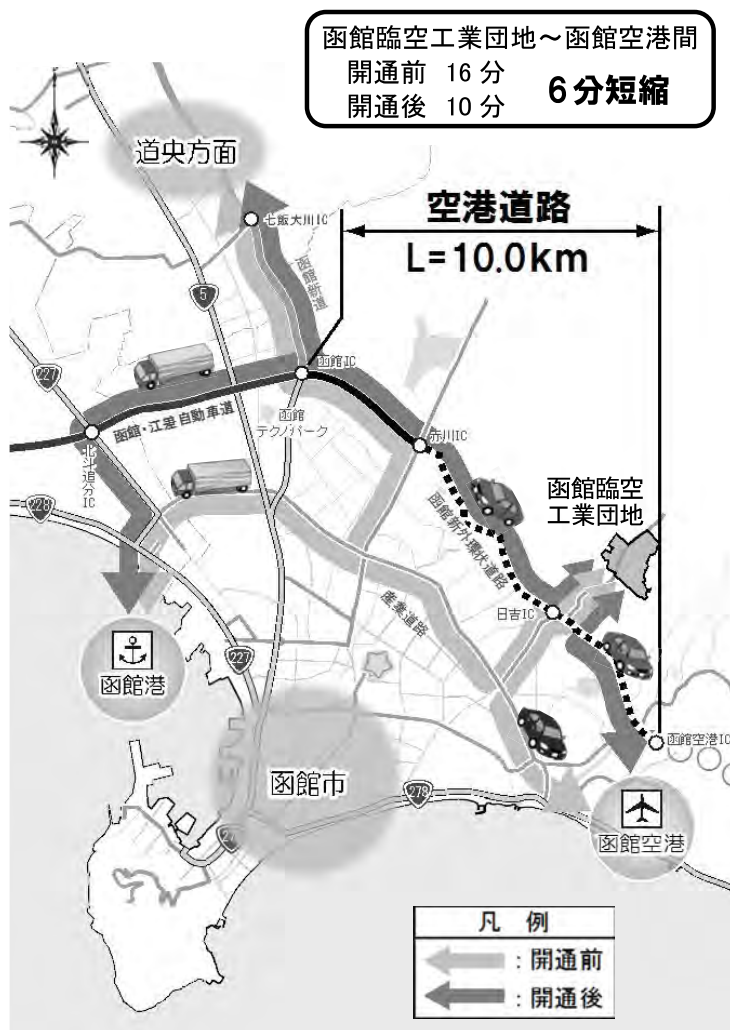 函館臨空工業団地～函館空港間
開通前 16分
開通後 10分
6分短縮
道央方面
空港道路
L=10.0km
七飯大川IC
函館新道
5
227
函館IC
函館・江差自動車道
函館
テクノパーク
赤川IC
北斗追分IC
228
函館新外環状道路
函館臨空
工業団地
産業道路
日吉IC
函館港
227
函館市
278
函館空港IC
函館空港
凡 例
：開通前
：開通後